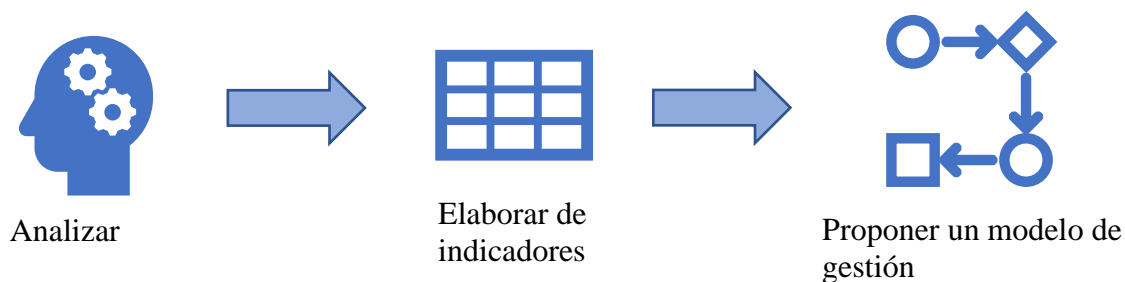 Analizar
Elaborar de
indicadores
Proponer un modelo de
gestión